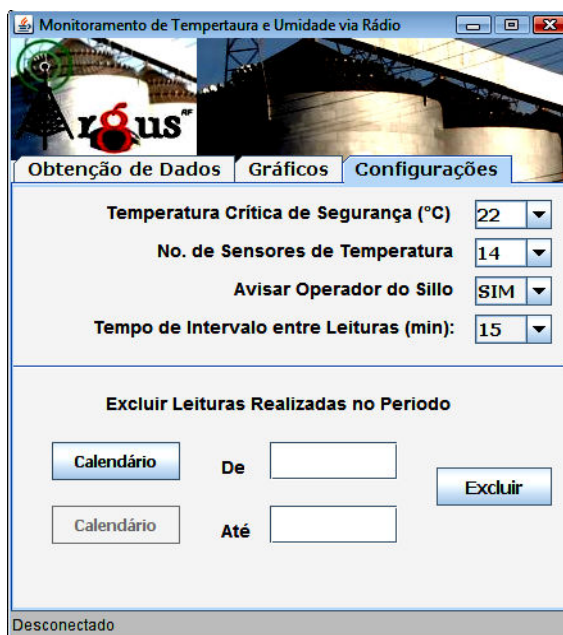 Monitoramento de Tempertaura e Umidade via Rádio
Argus RF
Obtenção de Dados Gráficos Configurações
Temperatura Crítica de Segurança (°C) 22
No. de Sensores de Temperatura 14
Avisar Operador do Sillo SIM
Tempo de Intervalo entre Leituras (min): 15
Excluir Leituras Realizadas no Periodo
Calendário De
Excluir
Calendário Até
Desconectado